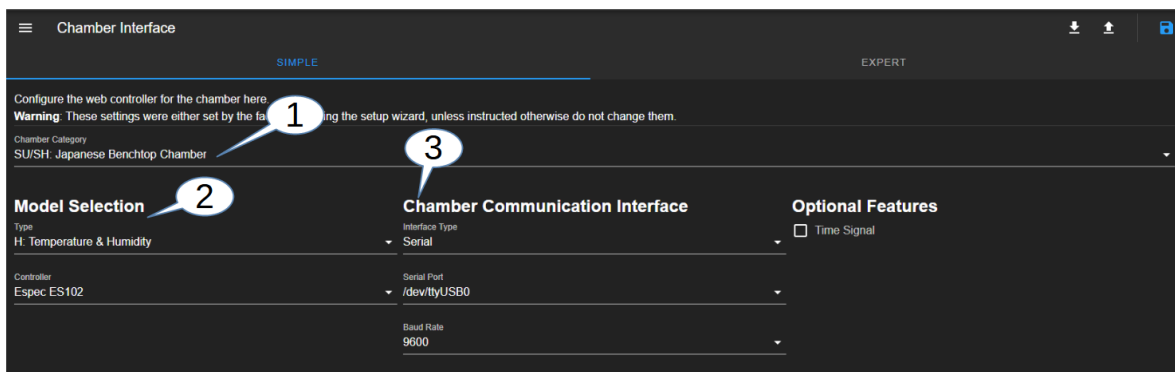 Chamber Interface
SIMPLE
EXPERT
Configure the web controller for the chamber here.
Warning: These settings were either set by the fa ing the setup wizard, unless instructed otherwise do not change them.
1
Chamber Category
SU/SH: Japanese Benchtop Chamber
3
2
Model Selection
Type
H: Temperature & Humidity
Controller
Espec ES102
Chamber Communication Interface
Interface Type
Serial
Serial Port
/dev/ttyUSB0
Baud Rate
9600
Optional Features
Time Signal